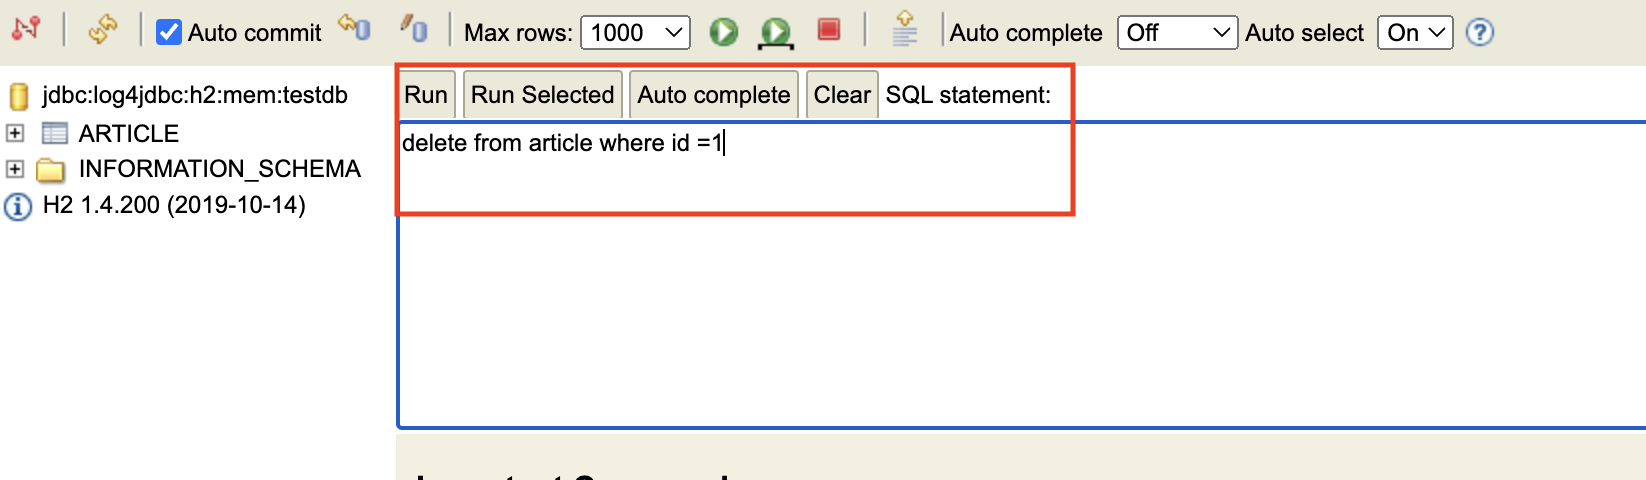 Auto commit Max rows: 1000 Auto complete Off Auto select On ?
jdbc:log4jdbc:h2:mem:testdb
ARTICLE
INFORMATION_SCHEMA
H2 1.4.200 (2019-10-14)
Run Run Selected Auto complete Clear SQL statement:
delete from article where id =1